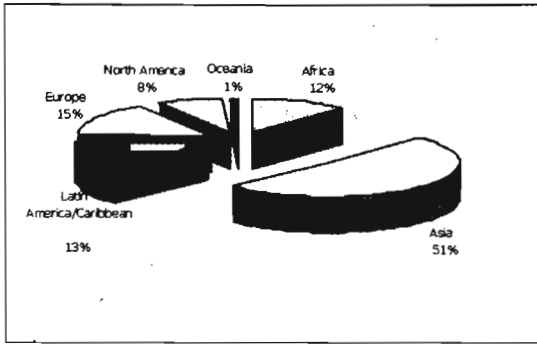 North America
8%
Oceania
1%
Africa
12%
Europe
15%
Latin
America/Caribbean
13%
Asia
51%